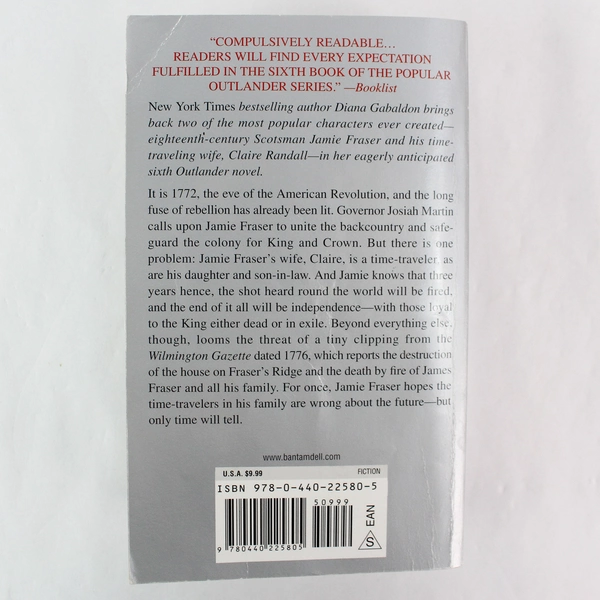 “COMPULSIVELY READABLE…
READERS WILL FIND EVERY EXPECTATION
FULFILLED IN THE SIXTH BOOK OF THE POPULAR
OUTLANDER SERIES.” —Booklist
New York Times bestselling author Diana Gabaldon brings
back two of the most popular characters ever created—
eighteenth-century Scotsman Jamie Fraser and his time-
traveling wife, Claire Randall—in her eagerly anticipated
sixth Outlander novel.
It is 1772, the eve of the American Revolution, and the long
fuse of rebellion has already been lit. Governor Josiah Martin
calls upon Jamie Fraser to unite the backcountry and safe-
guard the colony for King and Crown. But there is one
problem: Jamie Fraser’s wife, Claire, is a time-traveler, as
are his daughter and son-in-law. And Jamie knows that three
years hence, the shot heard round the world will be fired,
and the end of it all will be independence—with those loyal
to the King either dead or in exile. Beyond everything else,
though, looms the threat of a tiny clipping from the
Wilmington Gazette dated 1776, which reports the destruction
of the house on Fraser’s Ridge and the death by fire of James
Fraser and all his family. For once, Jamie Fraser hopes the
time-travelers in his family are wrong about the future—but
only time will tell.
www.bantamdell.com
U.S.A. $9.99 FICTION
ISBN 978-0-440-22580-5
50999
9 780440 225805
S EAN